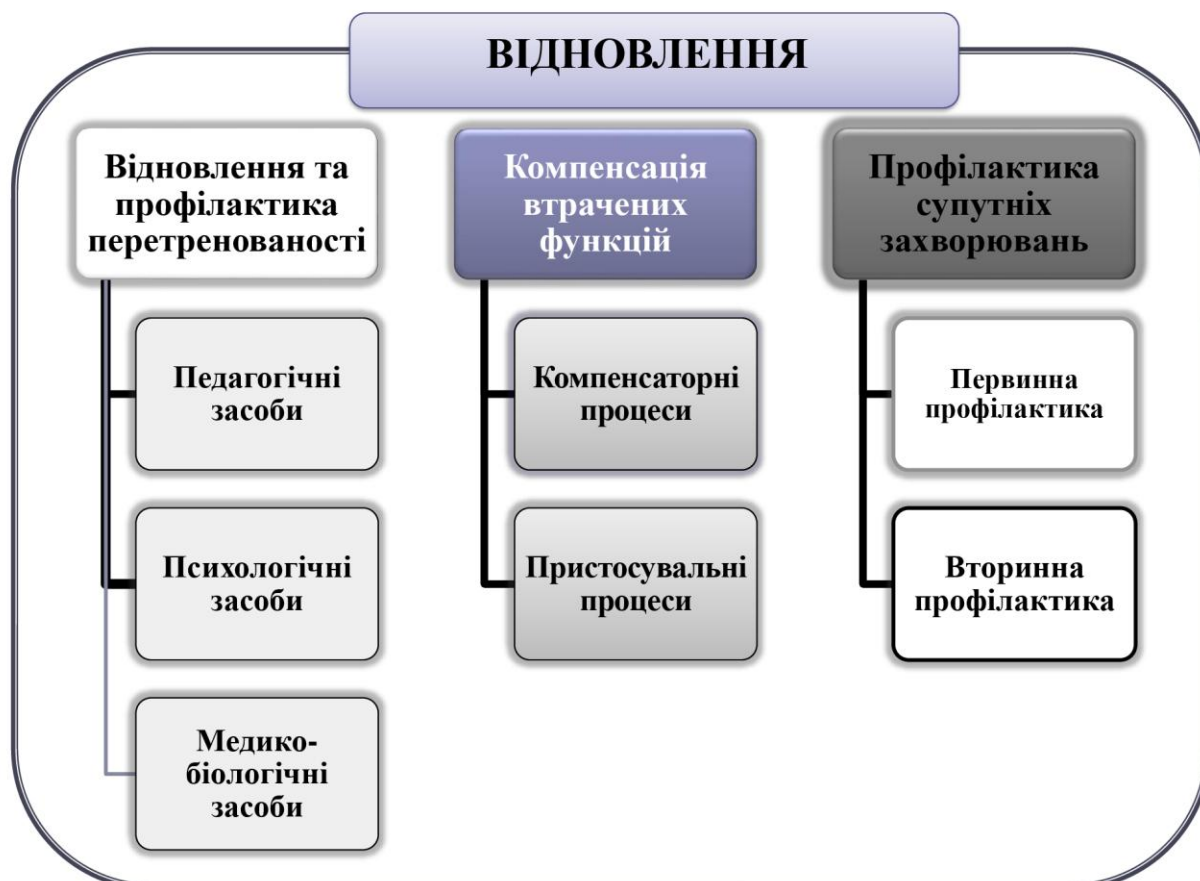 ВІДНОВЛЕННЯ
Відновлення та
профілактика
перетренованості
Педагогічні
засоби
Психологічні
засоби
Медико-
біологічні
засоби
Компенсація
втрачених
функцій
Компенсаторні
процеси
Пристосувальні
процеси
Профілактика
супутніх
захворювань
Первинна
профілактика
Вторинна
профілактика